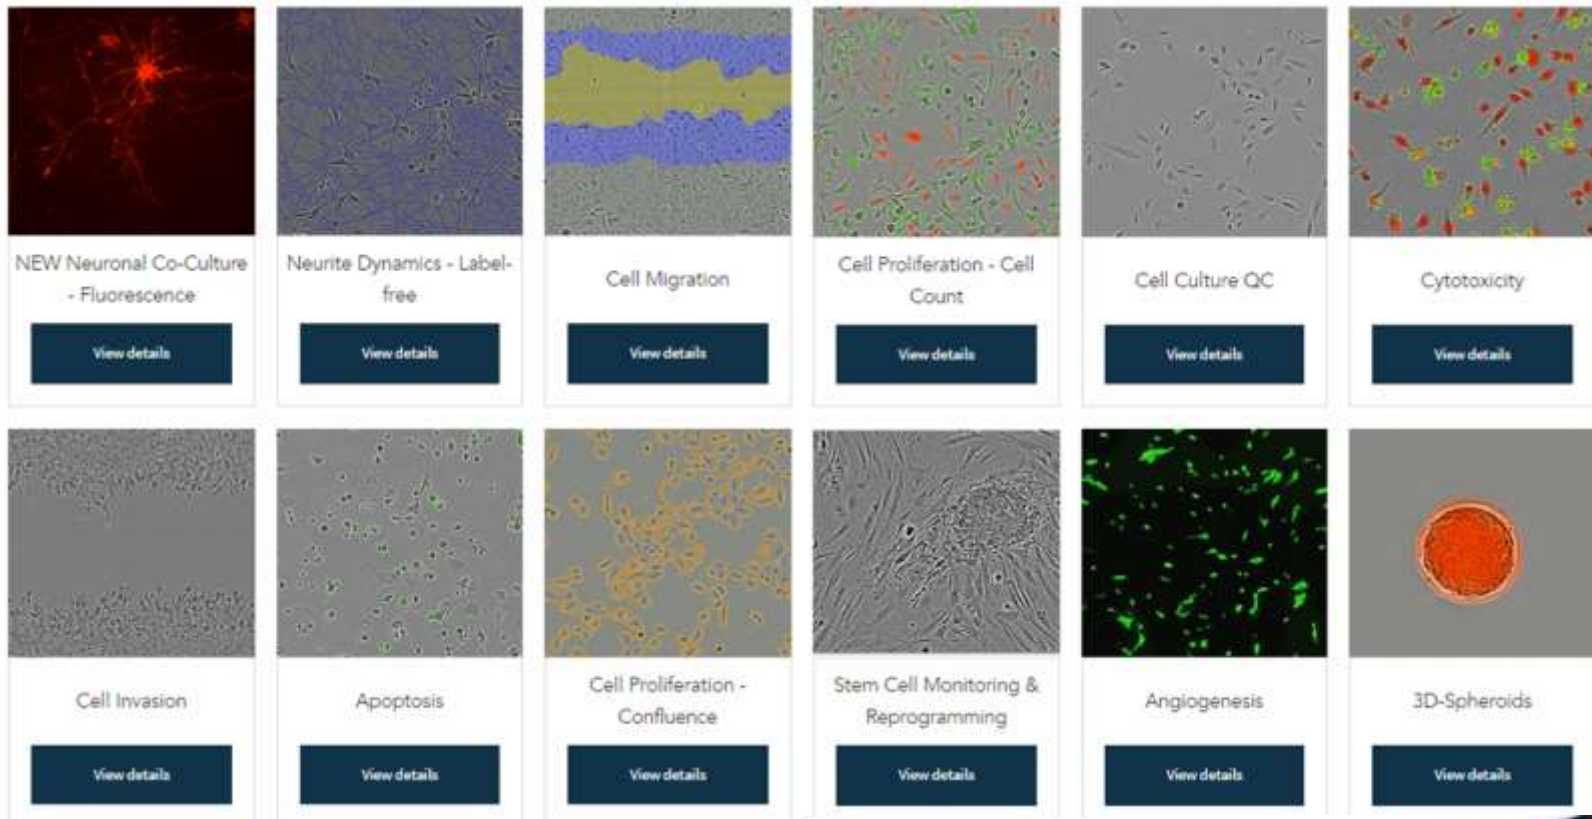 NEW Neuronal Co-Culture
- Fluorescence
View details
Neurite Dynamics - Label-
free
View details
Cell Migration
View details
Cell Proliferation - Cell
Count
View details
Cell Culture QC
View details
Cytotoxicity
View details
Cell Invasion
View details
Apoptosis
View details
Cell Proliferation -
Confluence
View details
Stem Cell Monitoring &
Reprogramming
View details
Angiogenesis
View details
3D-Spheroids
View details